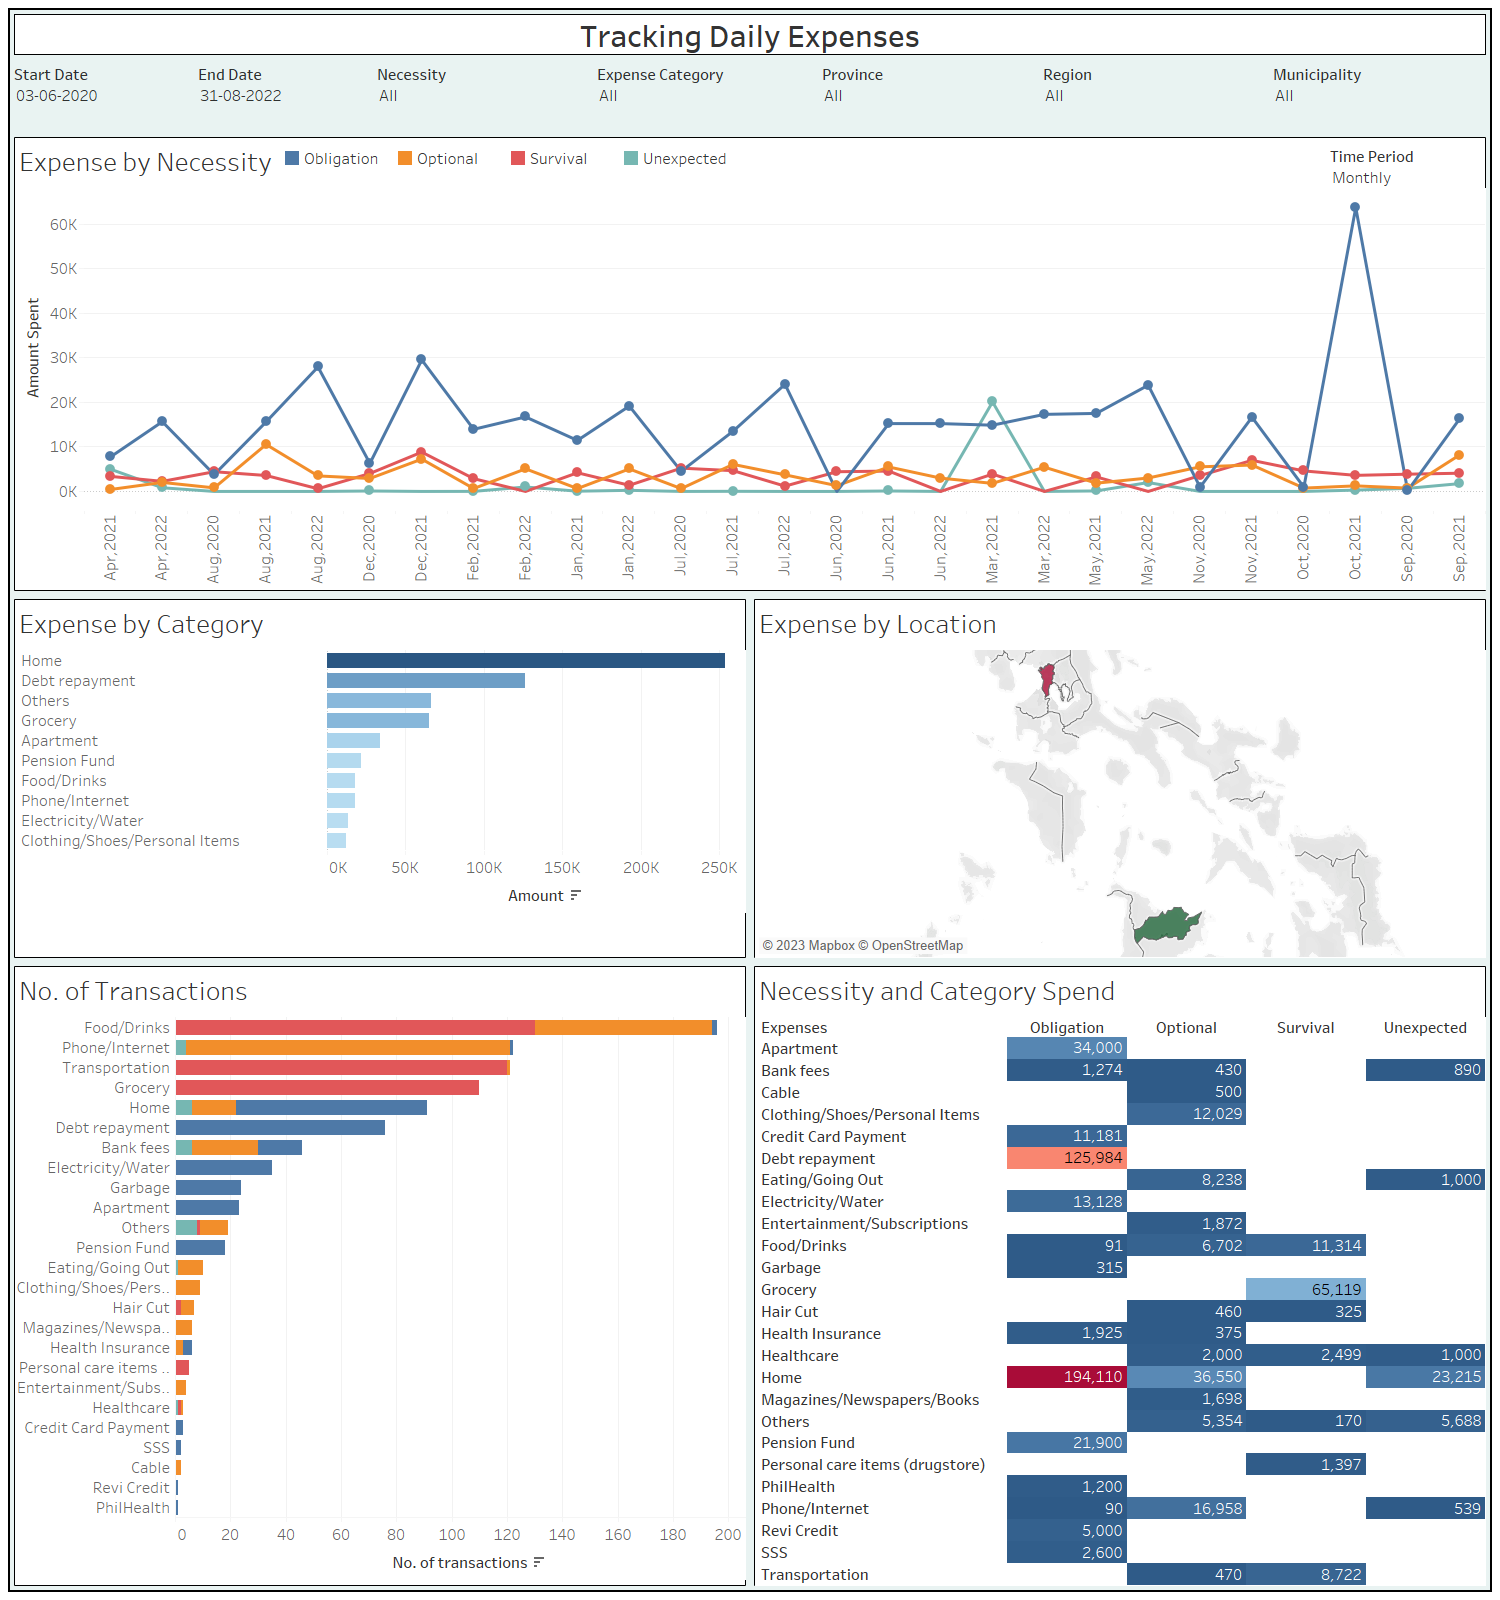 Tracking Daily Expenses
Start Date End Date Necessity Expense Category Province Region Municipality
03-06-2020 31-08-2022 All All All All All
Expense by Necessity Obligation Optional Survival Unexpected
Time Period
Monthly
Amount Spent
60K
50K
40K
30K
20K
10K
0K
Apr,2021 Apr,2022 Aug,2020 Aug,2021 Aug,2022 Dec,2020 Dec,2021 Feb,2021 Feb,2022 Jan,2021 Jan,2022 Jul,2020 Jul,2021 Jul,2022 Jun,2020 Jun,2021 Jun,2022 Mar,2021 Mar,2022 May,2021 May,2022 Nov,2020 Nov,2021 Oct,2020 Oct,2021 Sep,2020 Sep,2021
Expense by Category
Home
Debt repayment
Others
Grocery
Apartment
Pension Fund
Food/Drinks
Phone/Internet
Electricity/Water
Clothing/Shoes/Personal Items
0K 50K 100K 150K 200K 250K
Amount
Expense by Location
© 2023 Mapbox © OpenStreetMap
No. of Transactions
Food/Drinks
Phone/Internet
Transportation
Grocery
Home
Debt repayment
Bank fees
Electricity/Water
Garbage
Apartment
Others
Pension Fund
Eating/Going Out
Clothing/Shoes/Pers..
Hair Cut
Magazines/Newspa..
Health Insurance
Personal care items ..
Entertainment/Subs..
Healthcare
Credit Card Payment
SSS
Cable
Revi Credit
PhilHealth
0 20 40 60 80 100 120 140 160 180 200
No. of transactions
Necessity and Category Spend
Expenses Obligation Optional Survival Unexpected
Apartment 34,000
Bank fees 1,274 430 890
Cable 500
Clothing/Shoes/Personal Items 12,029
Credit Card Payment 11,181
Debt repayment 125,984
Eating/Going Out 8,238 1,000
Electricity/Water 13,128
Entertainment/Subscriptions 1,872
Food/Drinks 91 6,702 11,314
Garbage 315
Grocery 65,119
Hair Cut 460 325
Health Insurance 1,925 375
Healthcare 2,000 2,499 1,000
Home 194,110 36,550 23,215
Magazines/Newspapers/Books 1,698
Others 5,354 170 5,688
Pension Fund 21,900
Personal care items (drugstore) 1,397
PhilHealth 1,200
Phone/Internet 90 16,958 539
Revi Credit 5,000
SSS 2,600
Transportation 470 8,722